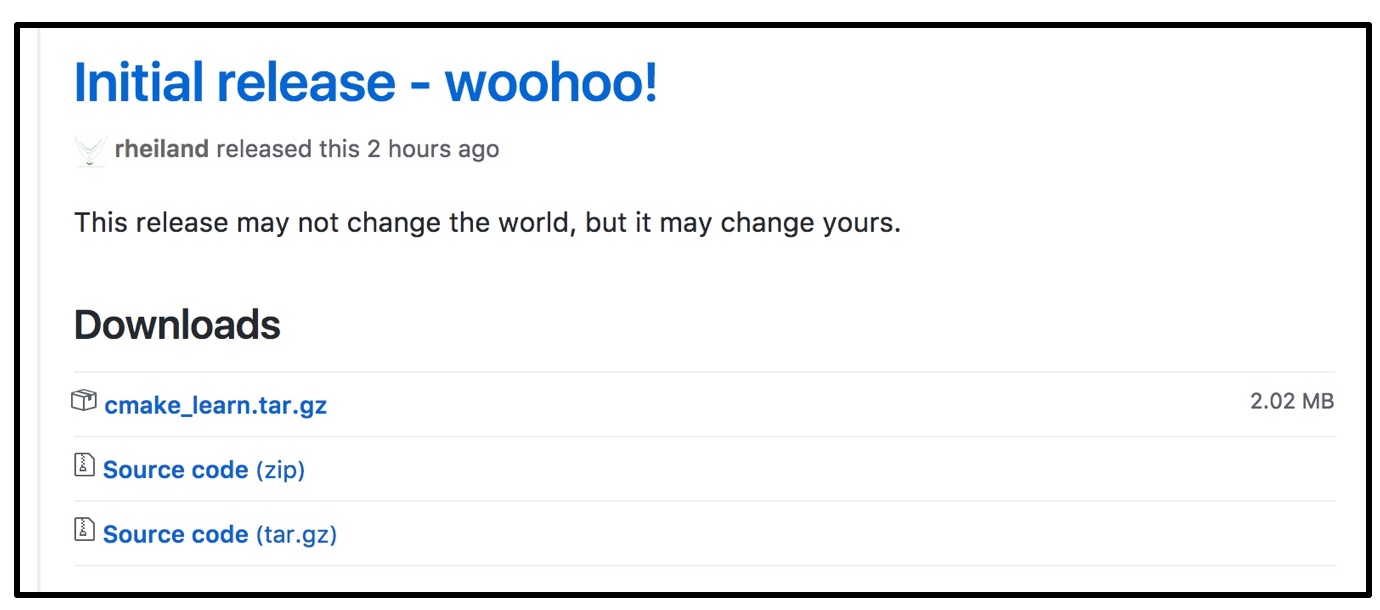 Initial release - woohoo!
rheiland released this 2 hours ago
This release may not change the world, but it may change yours.
Downloads
cmake_learn.tar.gz 2.02 MB
Source code (zip)
Source code (tar.gz)